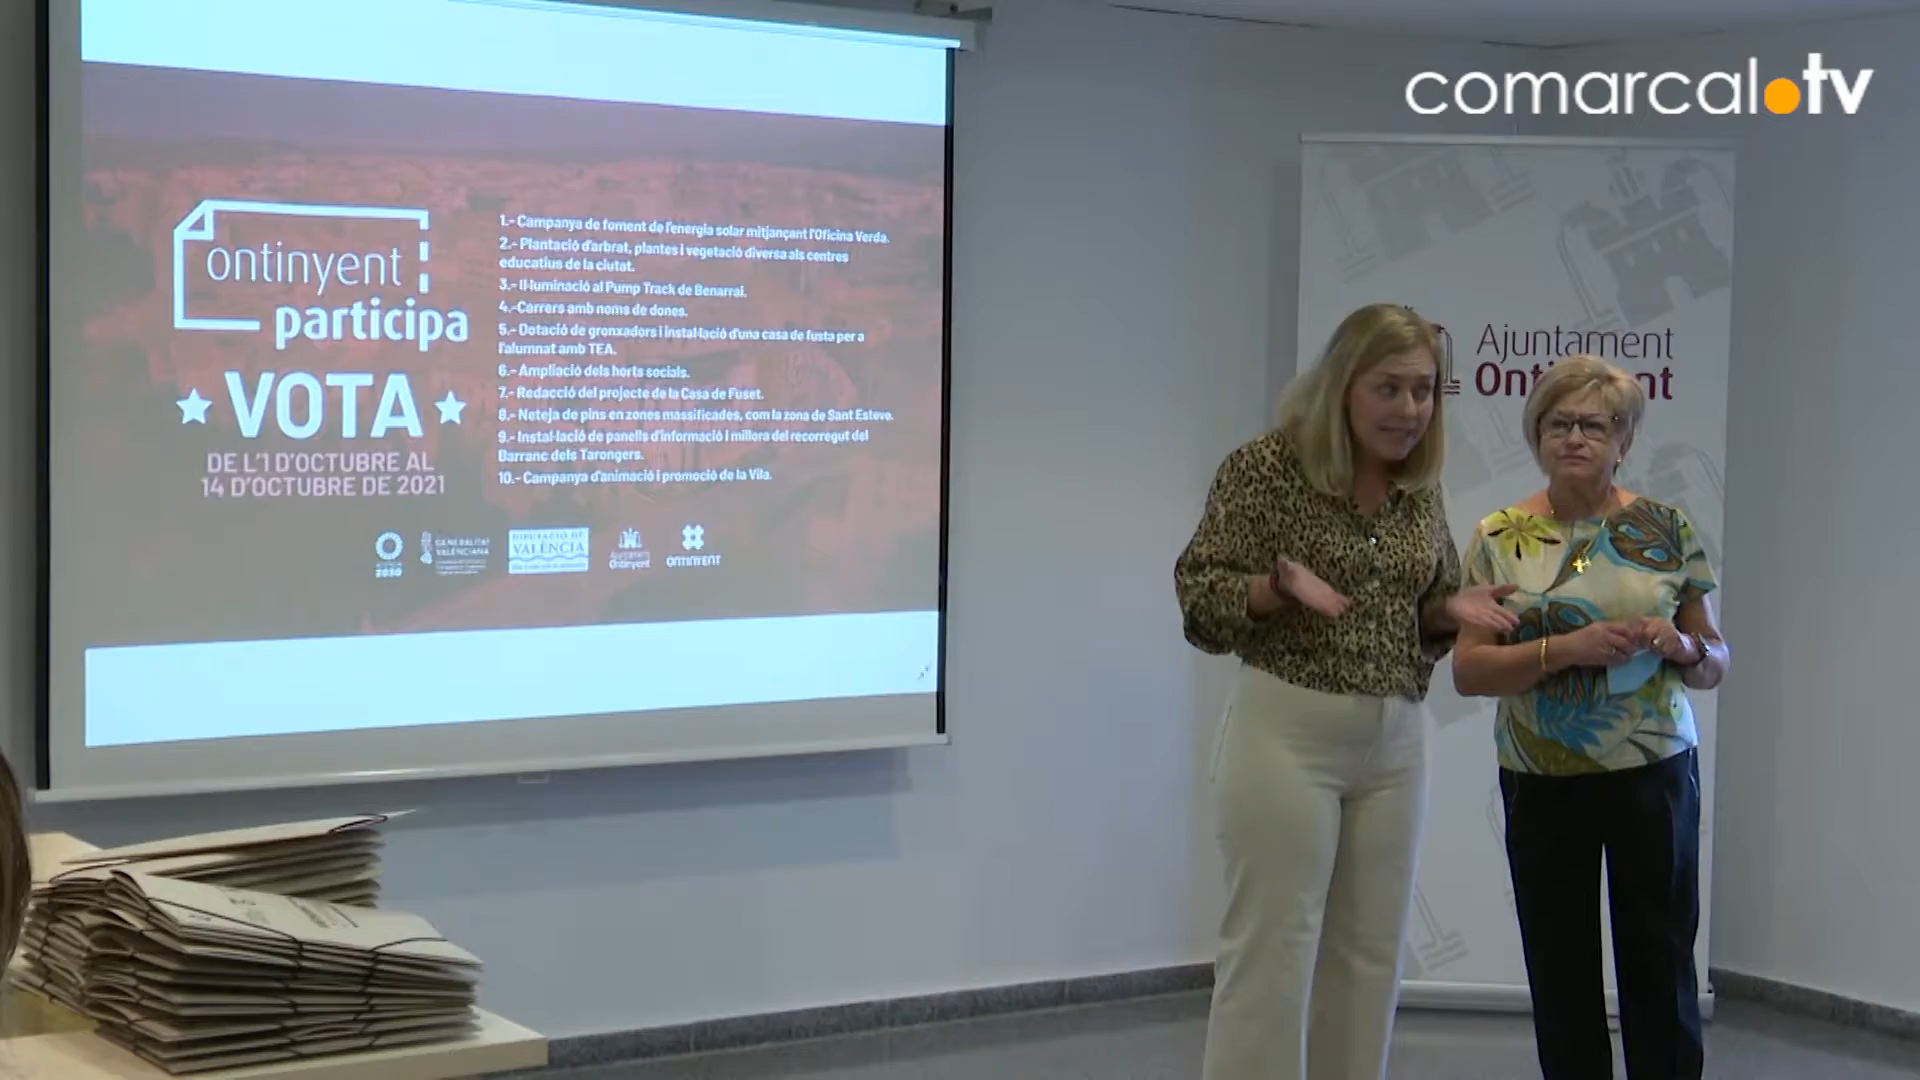 comarcal.tv
ontinyent
participa
VOTA
DE L'1 D'OCTUBRE AL
14 D'OCTUBRE DE 2021
1.- Campanya de foment de l'energia solar mitjançant l'Oficina Verda.
2.- Plantació d'arbrat, plantes i vegetació diversa als centres
educatius de la ciutat.
3.- Il·luminació al Pump Track de Benarrai.
4.-Carrers amb noms de dones.
5.- Dotació de gronxadors i instal·lació d'una casa de fusta per a
l'alumnat amb TEA.
6.- Ampliació dels horts socials.
7.- Redacció del projecte de la Casa de Fuset.
8.- Neteja de pins en zones massificades, com la zona de Sant Esteve.
9.- Instal·lació de panells d'informació i millora del recorregut del
Barranc dels Tarongers.
10.- Campanya d'animació i promoció de la Vila.
2030
GENERALITAT
VALENCIANA
DIPUTACIÓ DE
VALÈNCIA
Ajuntament
Ontinyent
ONTINYENT
Ajuntament